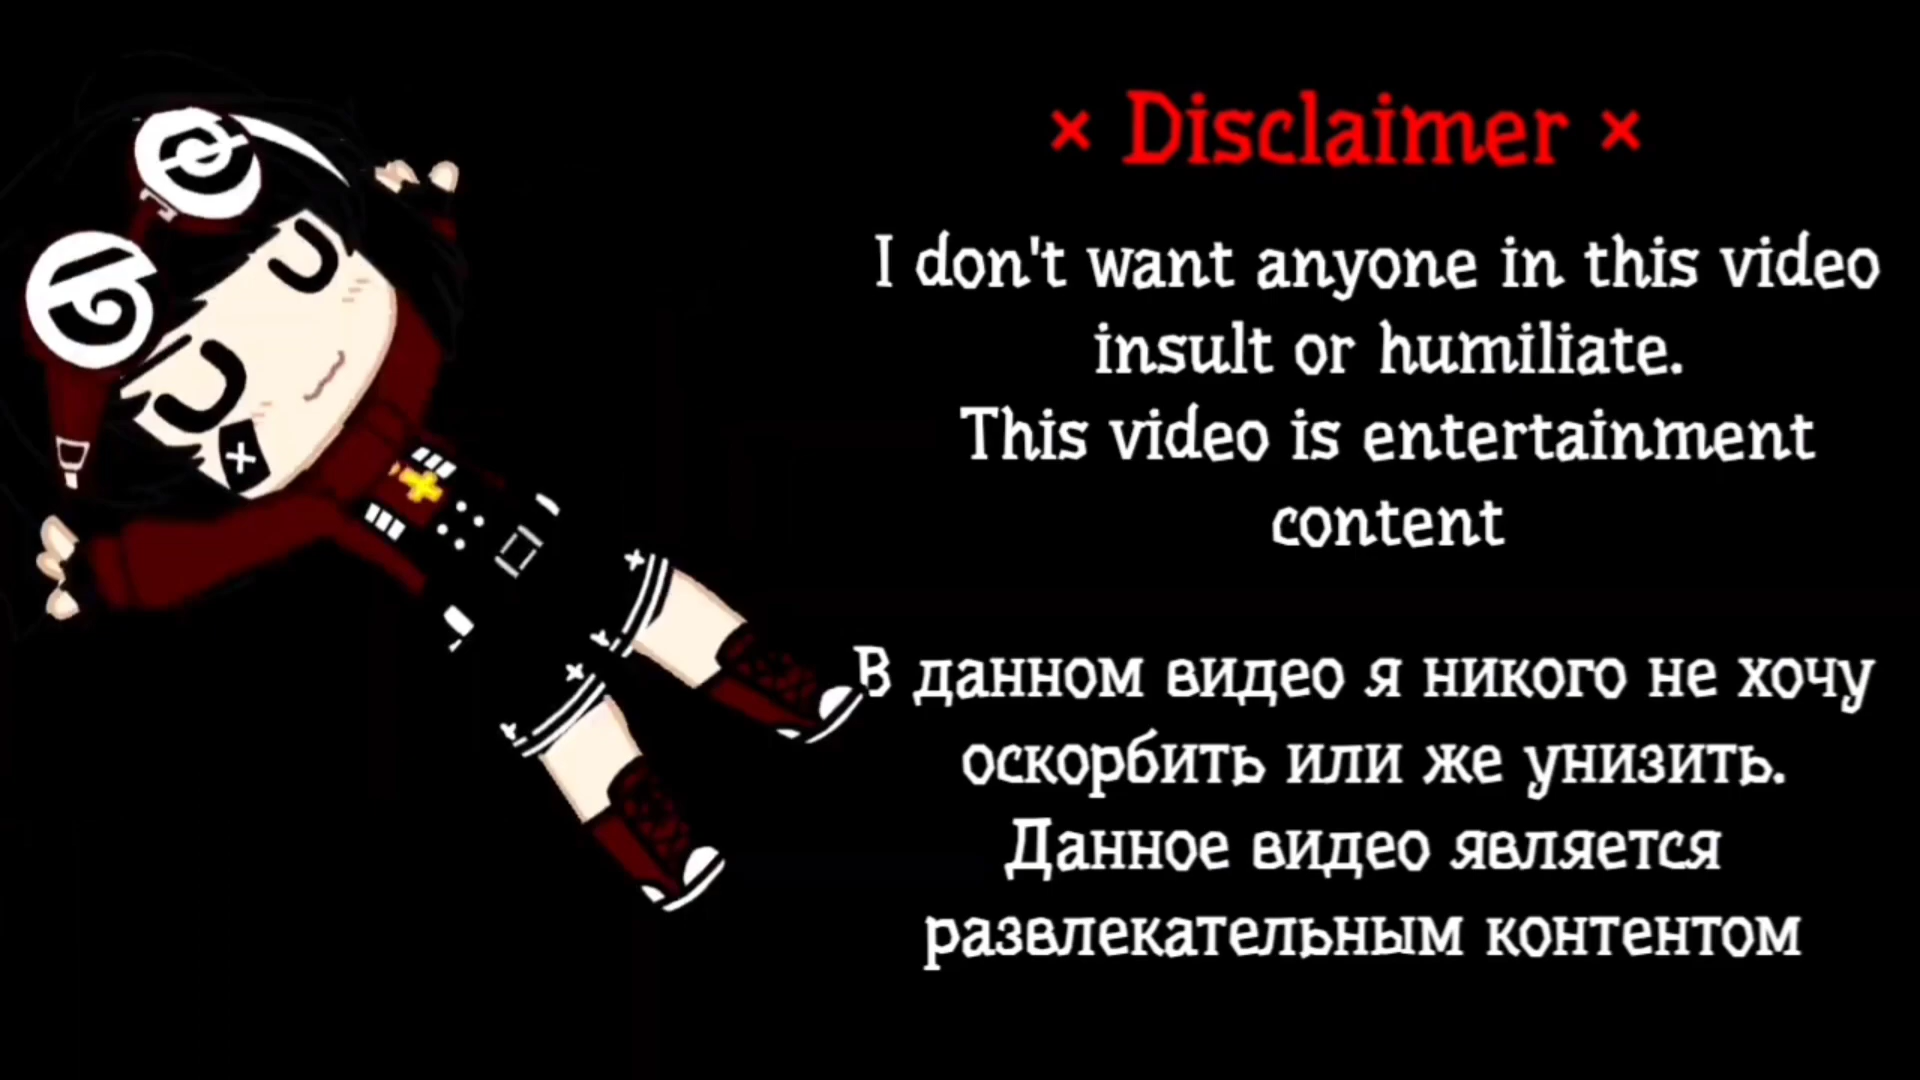 × Disclaimer ×
I don't want anyone in this video
insult or humiliate.
This video is entertainment
content
В данном видео я никого не хочу
оскорбить или же унизить.
Данное видео является
развлекательным контентом